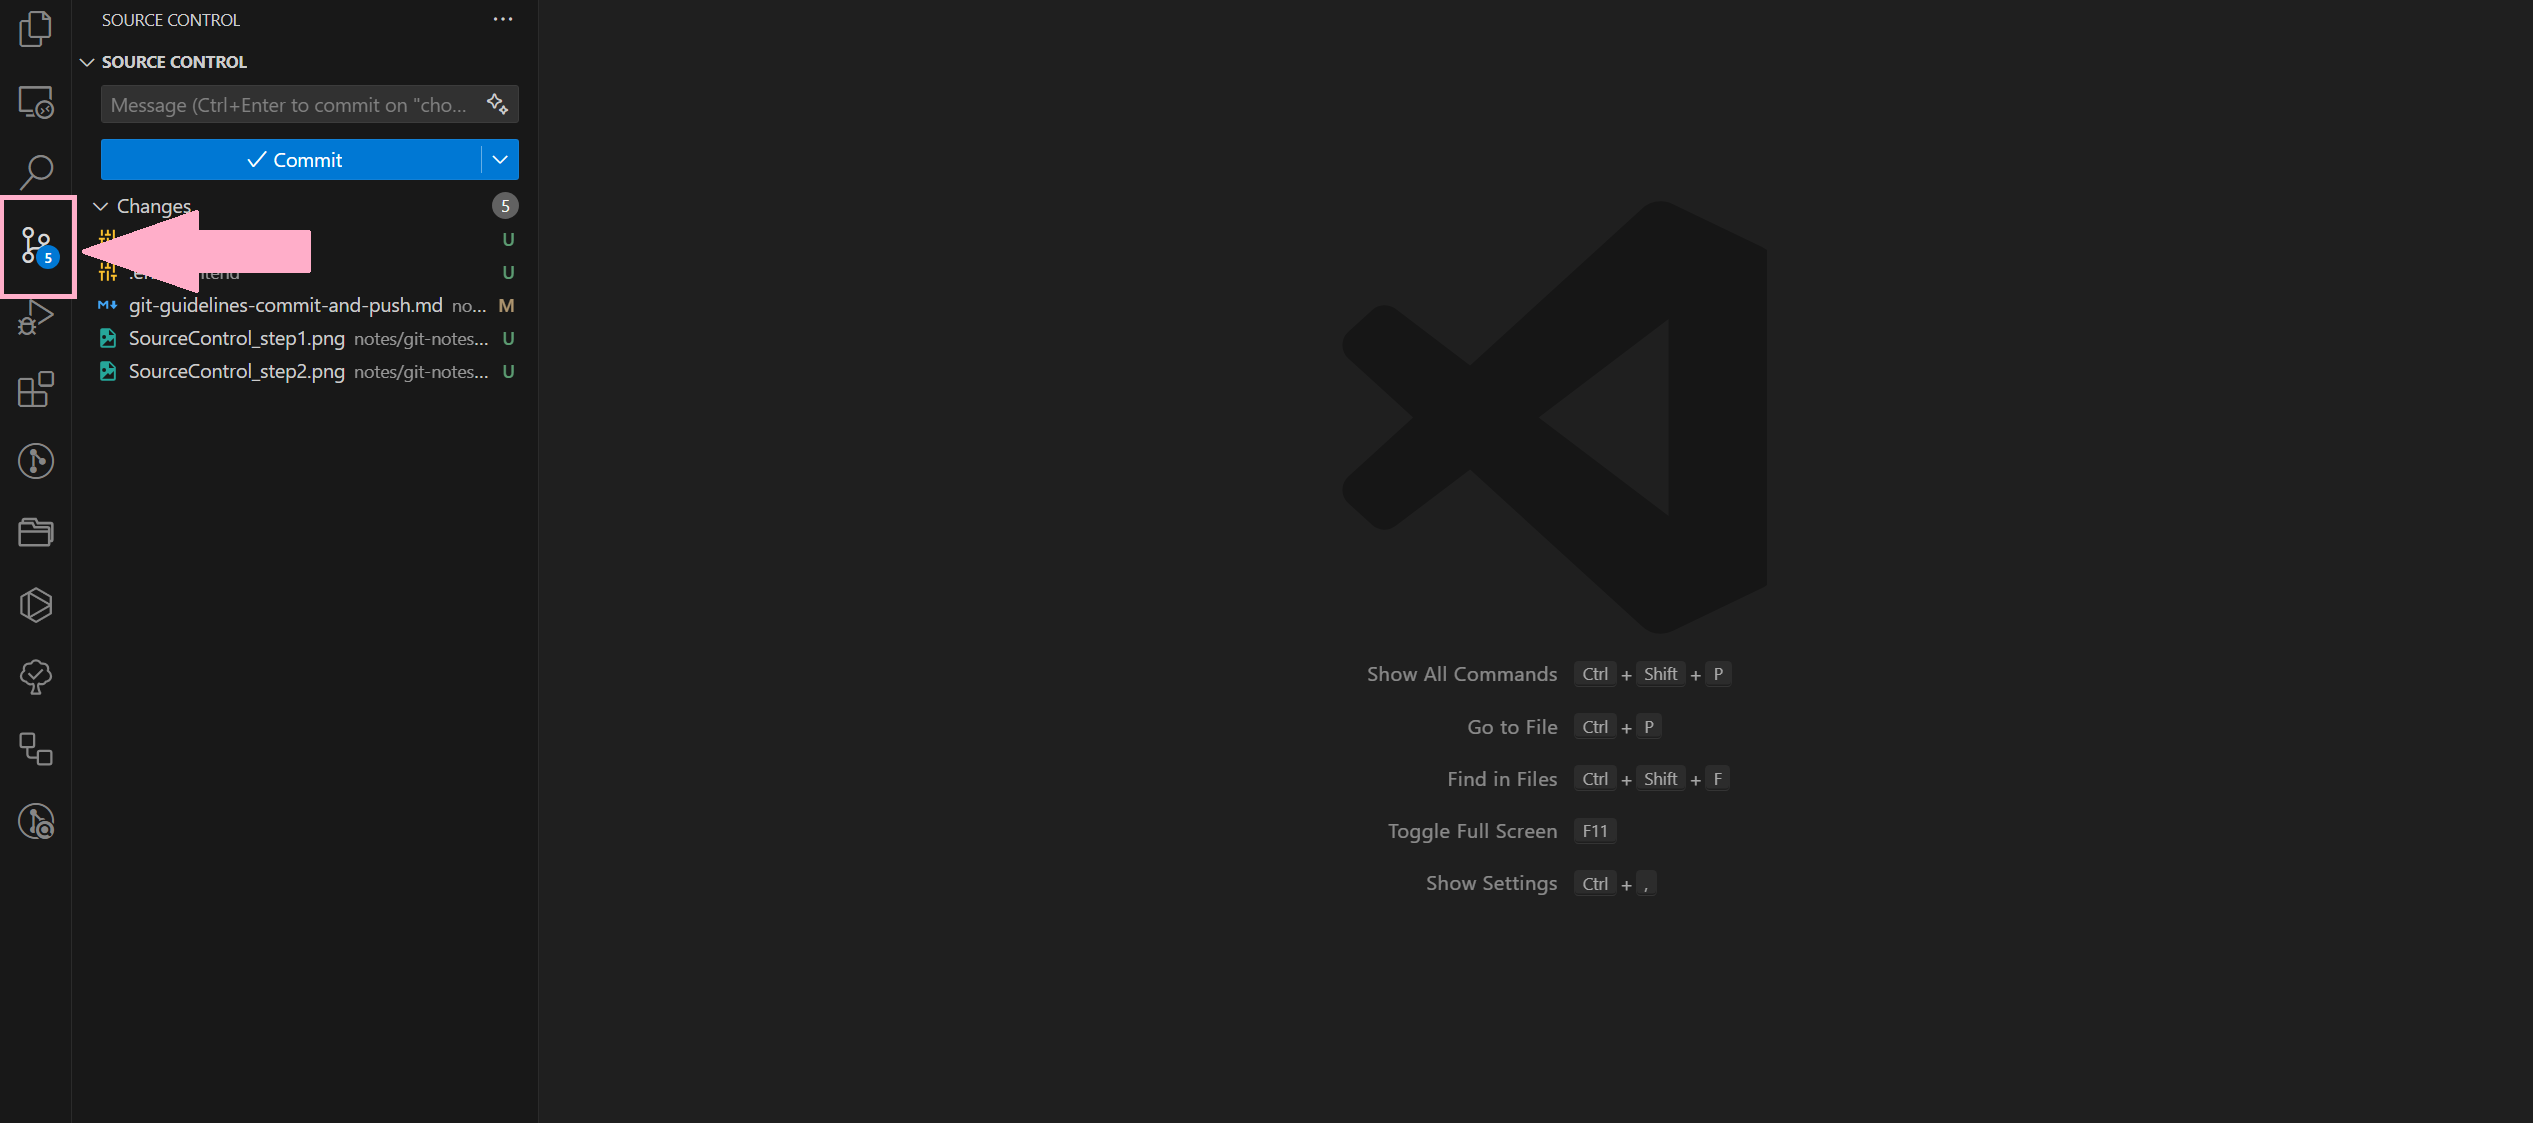 SOURCE CONTROL
SOURCE CONTROL
Message (Ctrl+Enter to commit on "cho...
Commit
Changes 5
U
U
git-guidelines-commit-and-push.md no... M
SourceControl_step1.png notes/git-notes... U
SourceControl_step2.png notes/git-notes... U
5
Show All Commands Ctrl + Shift + P
Go to File Ctrl + P
Find in Files Ctrl + Shift + F
Toggle Full Screen F11
Show Settings Ctrl + ,